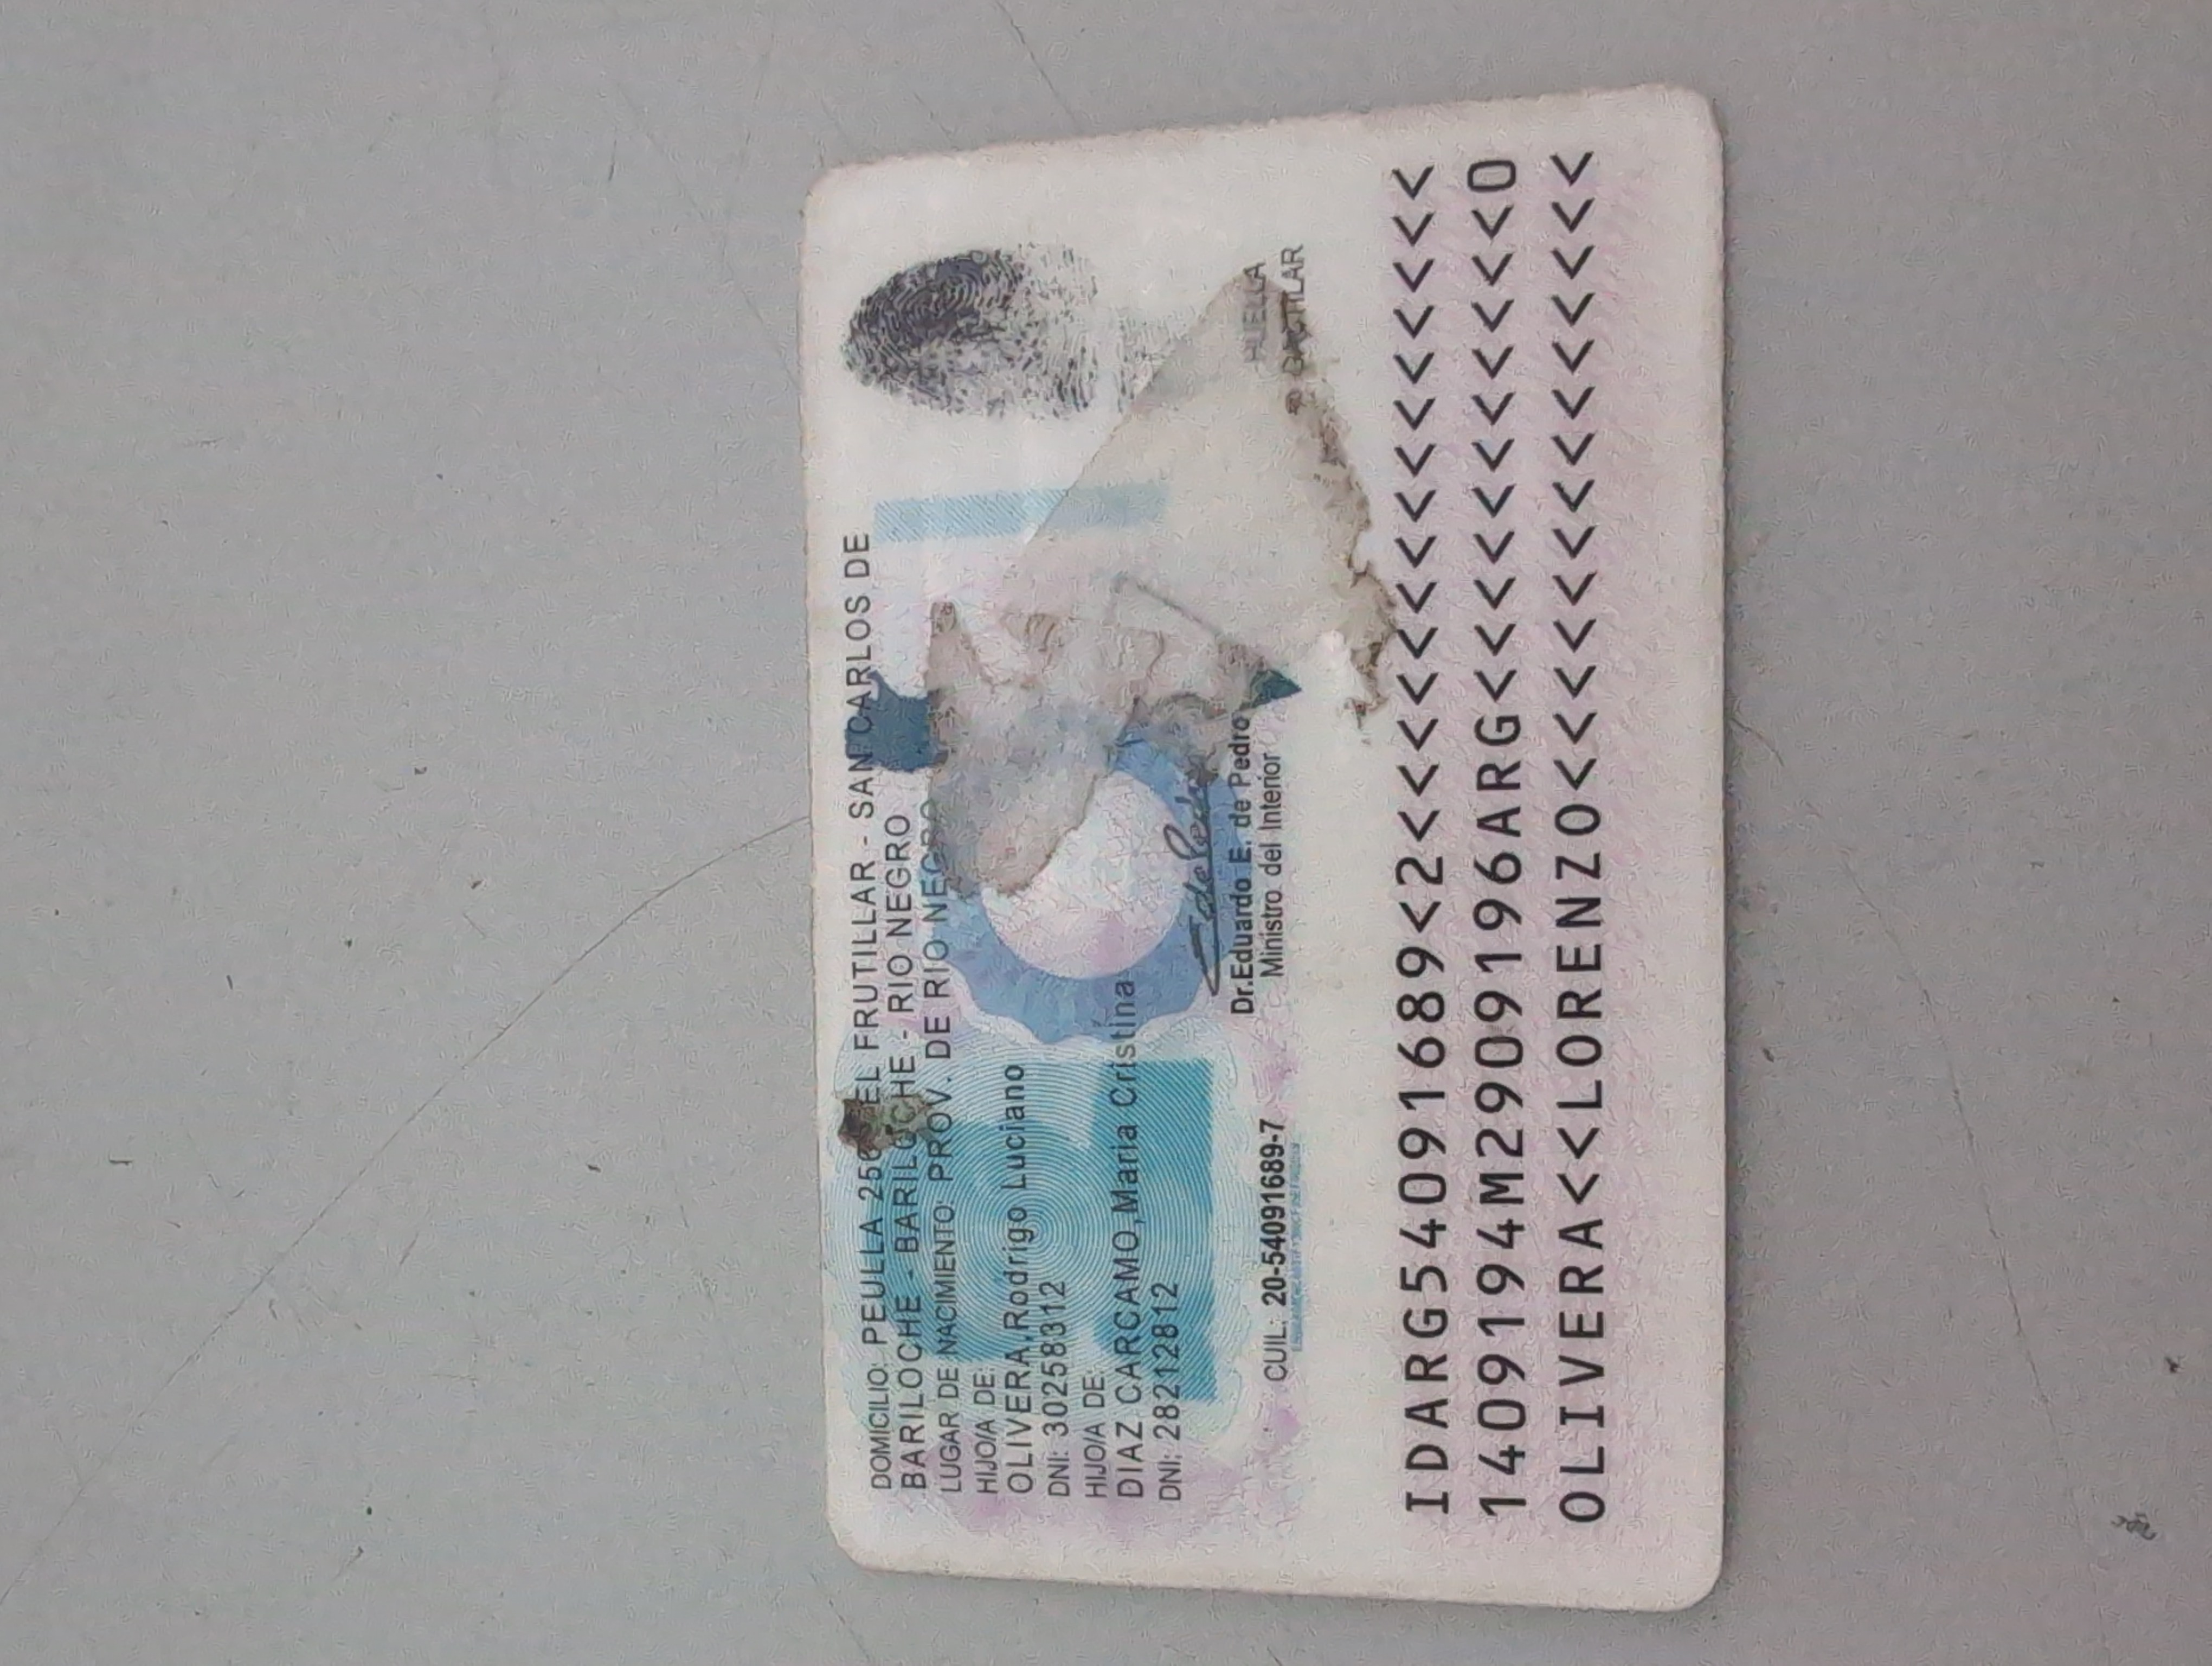 DOMICILIO: PEULLA 256 EL FRUTILLAR - SAN CARLOS DE
BARILOCHE - BARILOCHE - RIO NEGRO
LUGAR DE NACIMIENTO: PROV. DE RIO NEGRO
HIJO/A DE:
OLIVERA,Rodrigo Luciano
DNI: 30258312
HIJO/A DE:
DIAZ CARCAMO,Maria Cristina
DNI: 28212812
Dr.Eduardo E. de Pedro
Ministro del Interior
CUIL: 20-54091689-7
HUELLA
DACTILAR
IDARG54091689<2<<<<<<<<<<<<<<<
1409194M2909196ARG<<<<<<<<<<<0
OLIVERA<<LORENZO<<<<<<<<<<<<<<